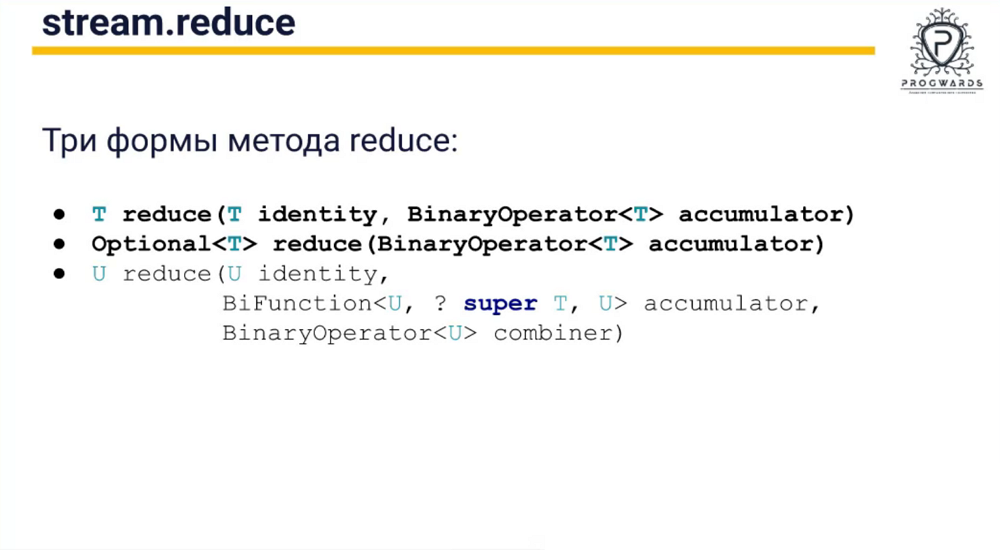 stream.reduce
PROGWARDS
Три формы метода reduce:
● T reduce(T identity, BinaryOperator<T> accumulator)
● Optional<T> reduce(BinaryOperator<T> accumulator)
● U reduce(U identity,
BiFunction<U, ? super T, U> accumulator,
BinaryOperator<U> combiner)